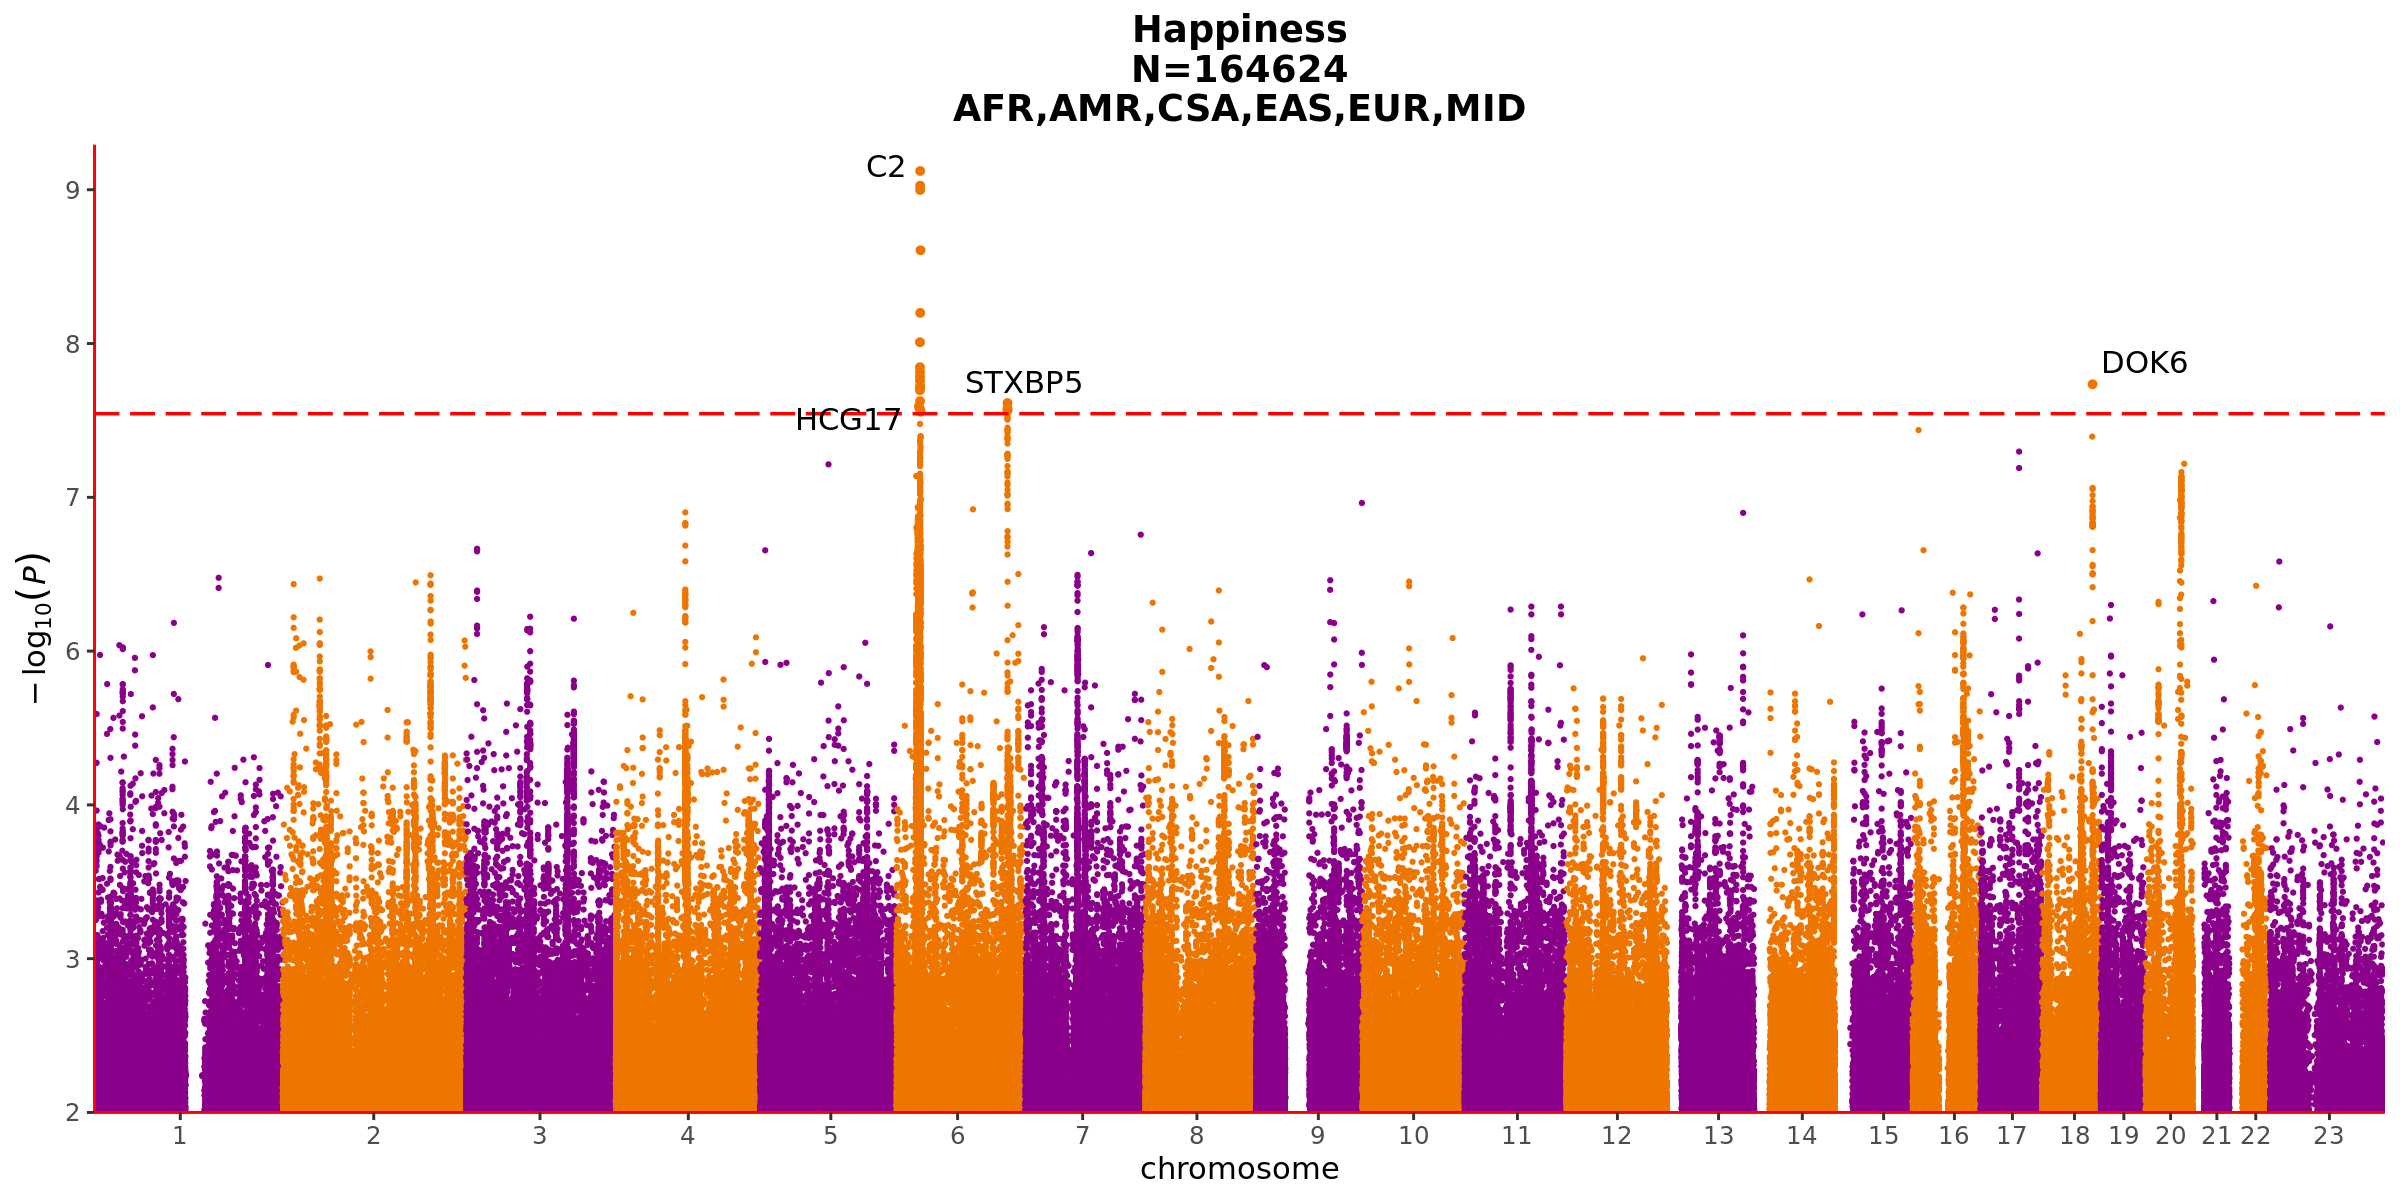 Happiness
N=164624
AFR,AMR,CSA,EAS,EUR,MID
C2
STXBP5
DOK6
HCG17
9
8
7
6
4
3
2
−log10(P)
1 2 3 4 5 6 7 8 9 10 11 12 13 14 15 16 17 18 19 20 21 22 23
chromosome